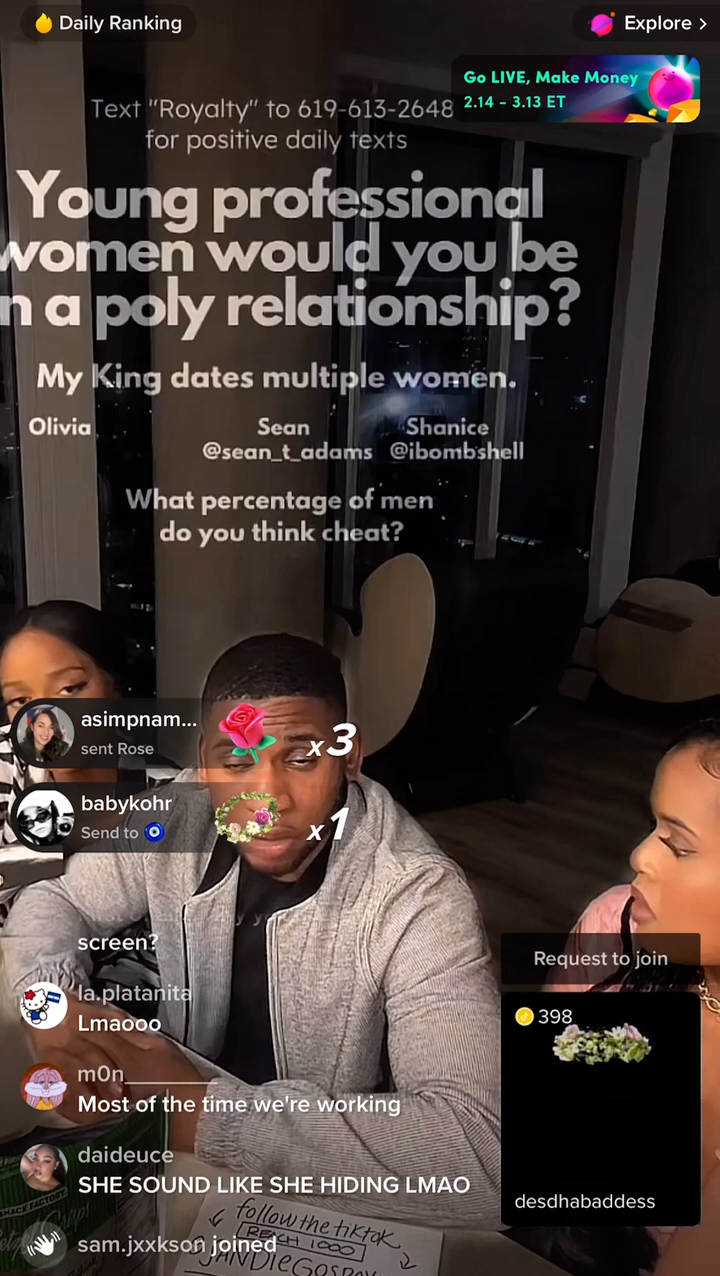 Daily Ranking
Explore >
Go LIVE, Make Money
2.14 – 3.13 ET
Text "Royalty" to 619-613-2648
for positive daily texts
Young professional
women would you be
n a poly relationship?
My King dates multiple women.
Olivia Sean Shanice
@sean_t_adams @ibombshell
What percentage of men
do you think cheat?
asimpnam...
sent Rose
x3
babykohr
Send to
x1
screen?
Request to join
la.platanita
Lmaooo
398
m0n_______
Most of the time we're working
daideuce
SHE SOUND LIKE SHE HIDING LMAO
desdhabaddess
sam.jxxkson joined
follow the tiktok
REACH 1000